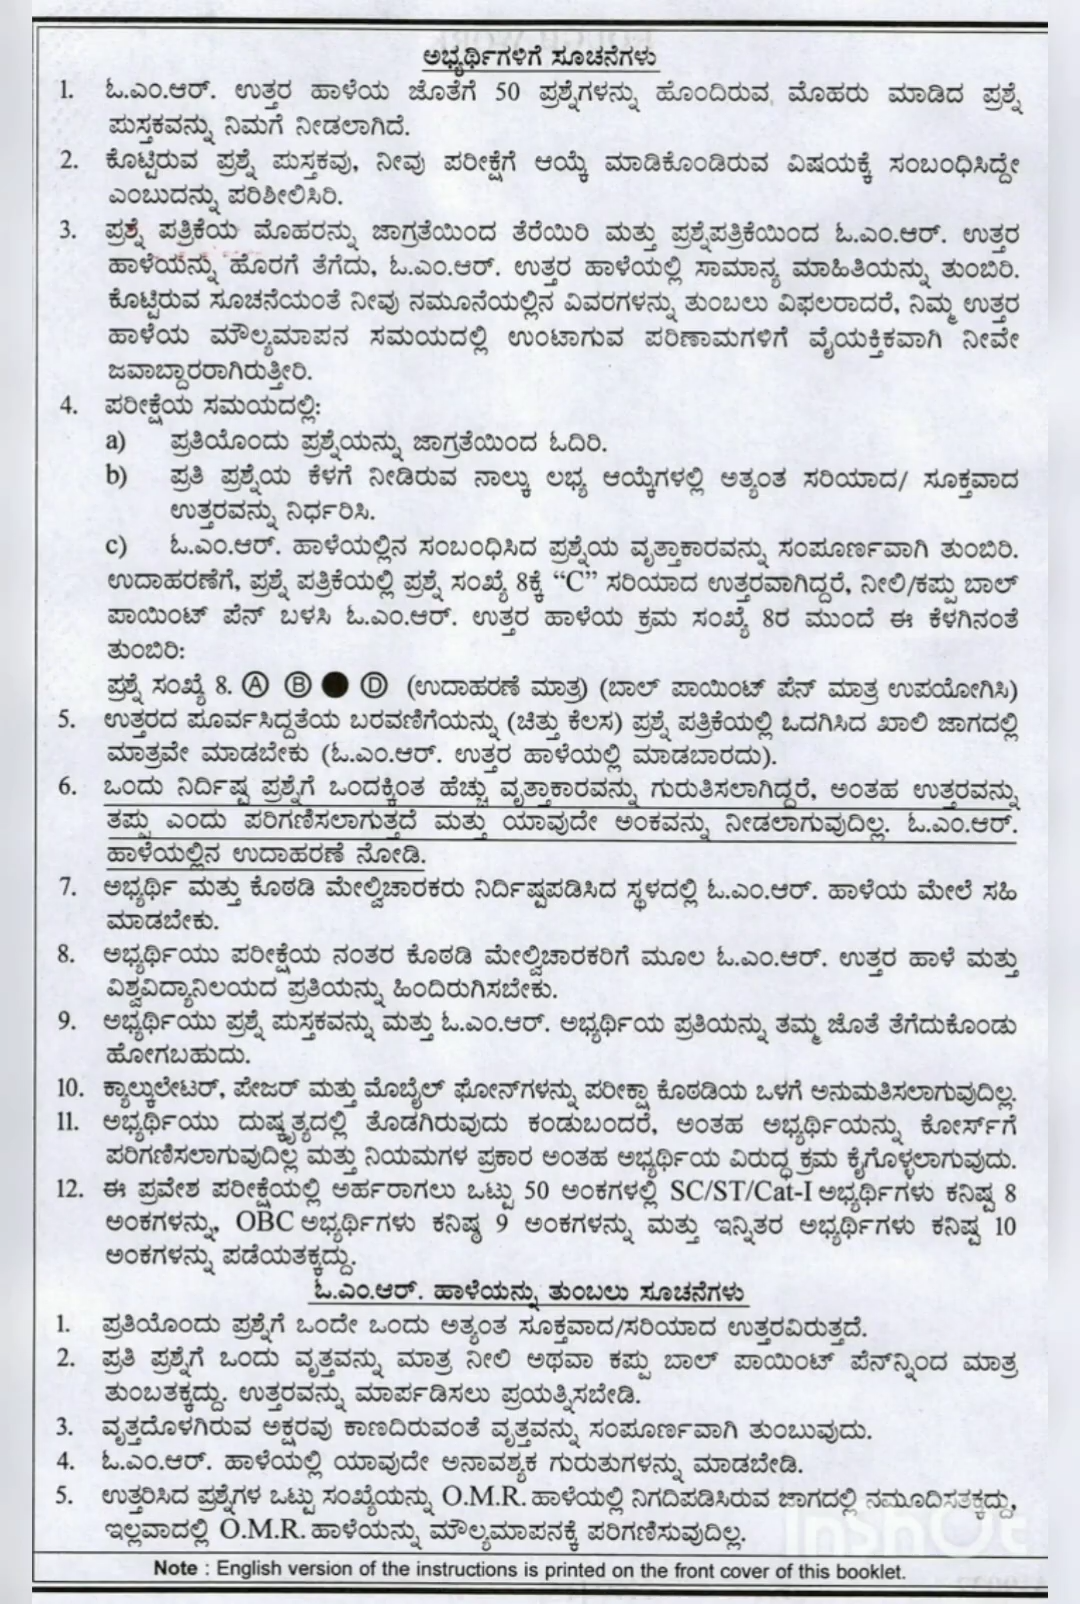 ಅಭ್ಯರ್ಥಿಗಳಿಗೆ ಸೂಚನೆಗಳು
1. ಓ.ಎಂ.ಆರ್. ಉತ್ತರ ಹಾಳೆಯ ಜೊತೆಗೆ 50 ಪ್ರಶ್ನೆಗಳನ್ನು ಹೊಂದಿರುವ ಮೊಹರು ಮಾಡಿದ ಪ್ರಶ್ನೆ
ಪುಸ್ತಕವನ್ನು ನಿಮಗೆ ನೀಡಲಾಗಿದೆ.
2. ಕೊಟ್ಟಿರುವ ಪ್ರಶ್ನೆ ಪುಸ್ತಕವು, ನೀವು ಪರೀಕ್ಷೆಗೆ ಆಯ್ಕೆ ಮಾಡಿಕೊಂಡಿರುವ ವಿಷಯಕ್ಕೆ ಸಂಬಂಧಿಸಿದ್ದೇ
ಎಂಬುದನ್ನು ಪರಿಶೀಲಿಸಿರಿ.
3. ಪ್ರಶ್ನೆ ಪತ್ರಿಕೆಯ ಮೊಹರನ್ನು ಜಾಗ್ರತೆಯಿಂದ ತೆರೆಯಿರಿ ಮತ್ತು ಪ್ರಶ್ನೆಪತ್ರಿಕೆಯಿಂದ ಓ.ಎಂ.ಆರ್. ಉತ್ತರ
ಹಾಳೆಯನ್ನು ಹೊರಗೆ ತೆಗೆದು, ಓ.ಎಂ.ಆರ್. ಉತ್ತರ ಹಾಳೆಯಲ್ಲಿ ಸಾಮಾನ್ಯ ಮಾಹಿತಿಯನ್ನು ತುಂಬಿರಿ.
ಕೊಟ್ಟಿರುವ ಸೂಚನೆಯಂತೆ ನೀವು ನಮೂನೆಯಲ್ಲಿನ ವಿವರಗಳನ್ನು ತುಂಬಲು ವಿಫಲರಾದರೆ, ನಿಮ್ಮ ಉತ್ತರ
ಹಾಳೆಯ ಮೌಲ್ಯಮಾಪನ ಸಮಯದಲ್ಲಿ ಉಂಟಾಗುವ ಪರಿಣಾಮಗಳಿಗೆ ವೈಯಕ್ತಿಕವಾಗಿ ನೀವೇ
ಜವಾಬ್ದಾರರಾಗಿರುತ್ತೀರಿ.
4. ಪರೀಕ್ಷೆಯ ಸಮಯದಲ್ಲಿ:
a) ಪ್ರತಿಯೊಂದು ಪ್ರಶ್ನೆಯನ್ನು ಜಾಗ್ರತೆಯಿಂದ ಓದಿರಿ.
b) ಪ್ರತಿ ಪ್ರಶ್ನೆಯ ಕೆಳಗೆ ನೀಡಿರುವ ನಾಲ್ಕು ಲಭ್ಯ ಆಯ್ಕೆಗಳಲ್ಲಿ ಅತ್ಯಂತ ಸರಿಯಾದ/ ಸೂಕ್ತವಾದ
ಉತ್ತರವನ್ನು ನಿರ್ಧರಿಸಿ.
c) ಓ.ಎಂ.ಆರ್. ಹಾಳೆಯಲ್ಲಿನ ಸಂಬಂಧಿಸಿದ ಪ್ರಶ್ನೆಯ ವೃತ್ತಾಕಾರವನ್ನು ಸಂಪೂರ್ಣವಾಗಿ ತುಂಬಿರಿ.
ಉದಾಹರಣೆಗೆ, ಪ್ರಶ್ನೆ ಪತ್ರಿಕೆಯಲ್ಲಿ ಪ್ರಶ್ನೆ ಸಂಖ್ಯೆ 8ಕ್ಕೆ “C” ಸರಿಯಾದ ಉತ್ತರವಾಗಿದ್ದರೆ, ನೀಲಿ/ಕಪ್ಪು ಬಾಲ್
ಪಾಯಿಂಟ್ ಪೆನ್ ಬಳಸಿ ಓ.ಎಂ.ಆರ್. ಉತ್ತರ ಹಾಳೆಯ ಕ್ರಮ ಸಂಖ್ಯೆ 8ರ ಮುಂದೆ ಈ ಕೆಳಗಿನಂತೆ
ತುಂಬಿರಿ:
ಪ್ರಶ್ನೆ ಸಂಖ್ಯೆ 8. Ⓐ Ⓑ ● Ⓓ (ಉದಾಹರಣೆ ಮಾತ್ರ) (ಬಾಲ್ ಪಾಯಿಂಟ್ ಪೆನ್ ಮಾತ್ರ ಉಪಯೋಗಿಸಿ)
5. ಉತ್ತರದ ಪೂರ್ವಸಿದ್ದತೆಯ ಬರವಣಿಗೆಯನ್ನು (ಚಿತ್ತು ಕೆಲಸ) ಪ್ರಶ್ನೆ ಪತ್ರಿಕೆಯಲ್ಲಿ ಒದಗಿಸಿದ ಖಾಲಿ ಜಾಗದಲ್ಲಿ
ಮಾತ್ರವೇ ಮಾಡಬೇಕು (ಓ.ಎಂ.ಆರ್. ಉತ್ತರ ಹಾಳೆಯಲ್ಲಿ ಮಾಡಬಾರದು).
6. ಒಂದು ನಿರ್ದಿಷ್ಟ ಪ್ರಶ್ನೆಗೆ ಒಂದಕ್ಕಿಂತ ಹೆಚ್ಚು ವೃತ್ತಾಕಾರವನ್ನು ಗುರುತಿಸಲಾಗಿದ್ದರೆ, ಅಂತಹ ಉತ್ತರವನ್ನು
ತಪ್ಪು ಎಂದು ಪರಿಗಣಿಸಲಾಗುತ್ತದೆ ಮತ್ತು ಯಾವುದೇ ಅಂಕವನ್ನು ನೀಡಲಾಗುವುದಿಲ್ಲ. ಓ.ಎಂ.ಆರ್.
ಹಾಳೆಯಲ್ಲಿನ ಉದಾಹರಣೆ ನೋಡಿ.
7. ಅಭ್ಯರ್ಥಿ ಮತ್ತು ಕೊಠಡಿ ಮೇಲ್ವಿಚಾರಕರು ನಿರ್ದಿಷ್ಟಪಡಿಸಿದ ಸ್ಥಳದಲ್ಲಿ ಓ.ಎಂ.ಆರ್. ಹಾಳೆಯ ಮೇಲೆ ಸಹಿ
ಮಾಡಬೇಕು.
8. ಅಭ್ಯರ್ಥಿಯು ಪರೀಕ್ಷೆಯ ನಂತರ ಕೊಠಡಿ ಮೇಲ್ವಿಚಾರಕರಿಗೆ ಮೂಲ ಓ.ಎಂ.ಆರ್. ಉತ್ತರ ಹಾಳೆ ಮತ್ತು
ವಿಶ್ವವಿದ್ಯಾನಿಲಯದ ಪ್ರತಿಯನ್ನು ಹಿಂದಿರುಗಿಸಬೇಕು.
9. ಅಭ್ಯರ್ಥಿಯು ಪ್ರಶ್ನೆ ಪುಸ್ತಕವನ್ನು ಮತ್ತು ಓ.ಎಂ.ಆರ್. ಅಭ್ಯರ್ಥಿಯ ಪ್ರತಿಯನ್ನು ತಮ್ಮ ಜೊತೆ ತೆಗೆದುಕೊಂಡು
ಹೋಗಬಹುದು.
10. ಕ್ಯಾಲ್ಕುಲೇಟರ್, ಪೇಜರ್ ಮತ್ತು ಮೊಬೈಲ್ ಫೋನ್‌ಗಳನ್ನು ಪರೀಕ್ಷಾ ಕೊಠಡಿಯ ಒಳಗೆ ಅನುಮತಿಸಲಾಗುವುದಿಲ್ಲ.
11. ಅಭ್ಯರ್ಥಿಯು ದುಷ್ಕೃತ್ಯದಲ್ಲಿ ತೊಡಗಿರುವುದು ಕಂಡುಬಂದರೆ, ಅಂತಹ ಅಭ್ಯರ್ಥಿಯನ್ನು ಕೋರ್ಸ್‌ಗೆ
ಪರಿಗಣಿಸಲಾಗುವುದಿಲ್ಲ ಮತ್ತು ನಿಯಮಗಳ ಪ್ರಕಾರ ಅಂತಹ ಅಭ್ಯರ್ಥಿಯ ವಿರುದ್ಧ ಕ್ರಮ ಕೈಗೊಳ್ಳಲಾಗುವುದು.
12. ಈ ಪ್ರವೇಶ ಪರೀಕ್ಷೆಯಲ್ಲಿ ಅರ್ಹರಾಗಲು ಒಟ್ಟು 50 ಅಂಕಗಳಲ್ಲಿ SC/ST/Cat-I ಅಭ್ಯರ್ಥಿಗಳು ಕನಿಷ್ಠ 8
ಅಂಕಗಳನ್ನು, OBC ಅಭ್ಯರ್ಥಿಗಳು ಕನಿಷ್ಠ 9 ಅಂಕಗಳನ್ನು ಮತ್ತು ಇನ್ನಿತರ ಅಭ್ಯರ್ಥಿಗಳು ಕನಿಷ್ಠ 10
ಅಂಕಗಳನ್ನು ಪಡೆಯತಕ್ಕದ್ದು.
ಓ.ಎಂ.ಆರ್. ಹಾಳೆಯನ್ನು ತುಂಬಲು ಸೂಚನೆಗಳು
1. ಪ್ರತಿಯೊಂದು ಪ್ರಶ್ನೆಗೆ ಒಂದೇ ಒಂದು ಅತ್ಯಂತ ಸೂಕ್ತವಾದ/ಸರಿಯಾದ ಉತ್ತರವಿರುತ್ತದೆ.
2. ಪ್ರತಿ ಪ್ರಶ್ನೆಗೆ ಒಂದು ವೃತ್ತವನ್ನು ಮಾತ್ರ ನೀಲಿ ಅಥವಾ ಕಪ್ಪು ಬಾಲ್ ಪಾಯಿಂಟ್ ಪೆನ್‌ನ್ನಿಂದ ಮಾತ್ರ
ತುಂಬತಕ್ಕದ್ದು. ಉತ್ತರವನ್ನು ಮಾರ್ಪಡಿಸಲು ಪ್ರಯತ್ನಿಸಬೇಡಿ.
3. ವೃತ್ತದೊಳಗಿರುವ ಅಕ್ಷರವು ಕಾಣದಿರುವಂತೆ ವೃತ್ತವನ್ನು ಸಂಪೂರ್ಣವಾಗಿ ತುಂಬುವುದು.
4. ಓ.ಎಂ.ಆರ್. ಹಾಳೆಯಲ್ಲಿ ಯಾವುದೇ ಅನಾವಶ್ಯಕ ಗುರುತುಗಳನ್ನು ಮಾಡಬೇಡಿ.
5. ಉತ್ತರಿಸಿದ ಪ್ರಶ್ನೆಗಳ ಒಟ್ಟು ಸಂಖ್ಯೆಯನ್ನು O.M.R. ಹಾಳೆಯಲ್ಲಿ ನಿಗದಿಪಡಿಸಿರುವ ಜಾಗದಲ್ಲಿ ನಮೂದಿಸತಕ್ಕದ್ದು,
ಇಲ್ಲವಾದಲ್ಲಿ O.M.R. ಹಾಳೆಯನ್ನು ಮೌಲ್ಯಮಾಪನಕ್ಕೆ ಪರಿಗಣಿಸುವುದಿಲ್ಲ.
InShOt
Note : English version of the instructions is printed on the front cover of this booklet.